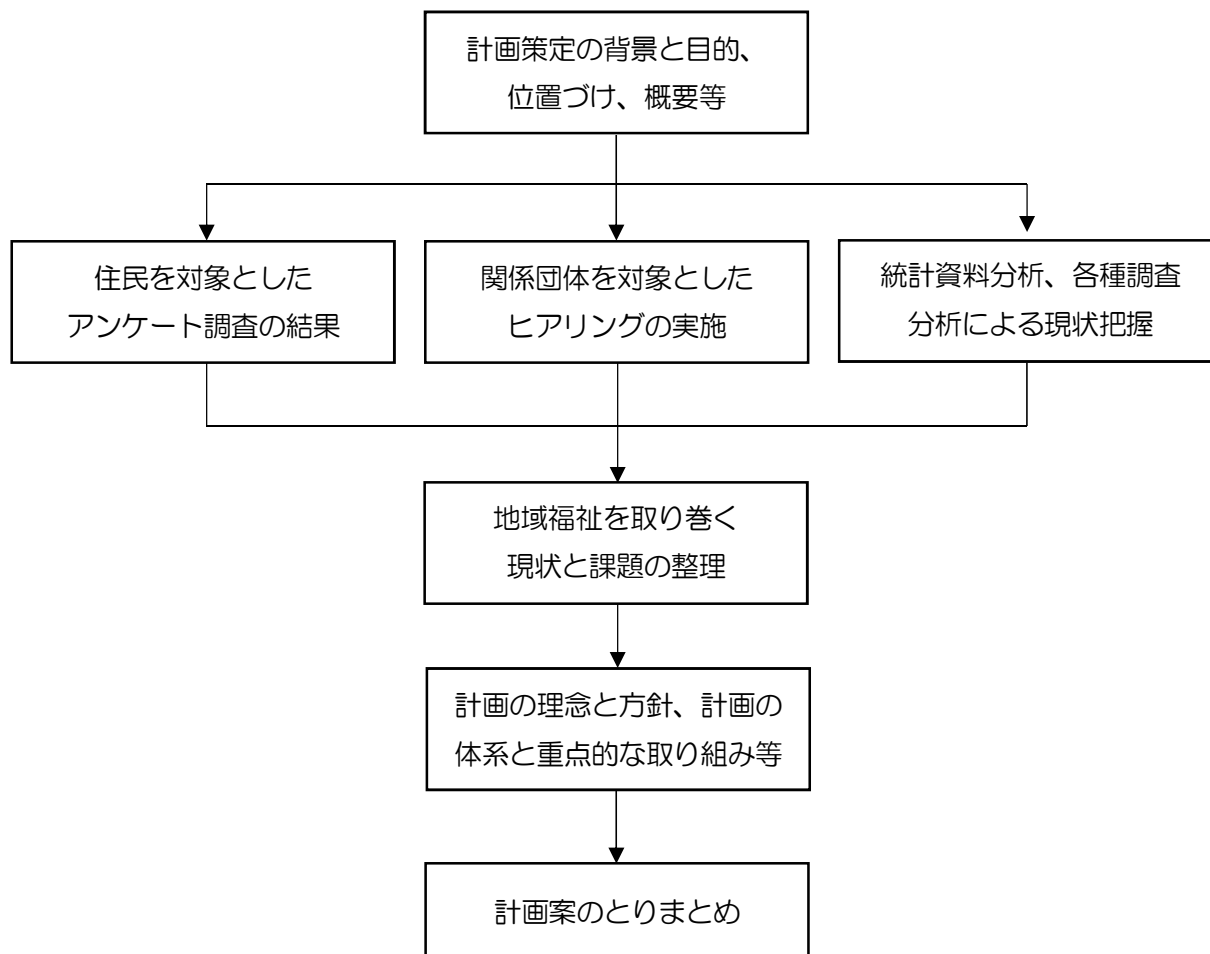 計画策定の背景と目的、
位置づけ、概要等
住民を対象とした
アンケート調査の結果
関係団体を対象とした
ヒアリングの実施
統計資料分析、各種調査
分析による現状把握
地域福祉を取り巻く
現状と課題の整理
計画の理念と方針、計画の
体系と重点的な取り組み等
計画案のとりまとめ